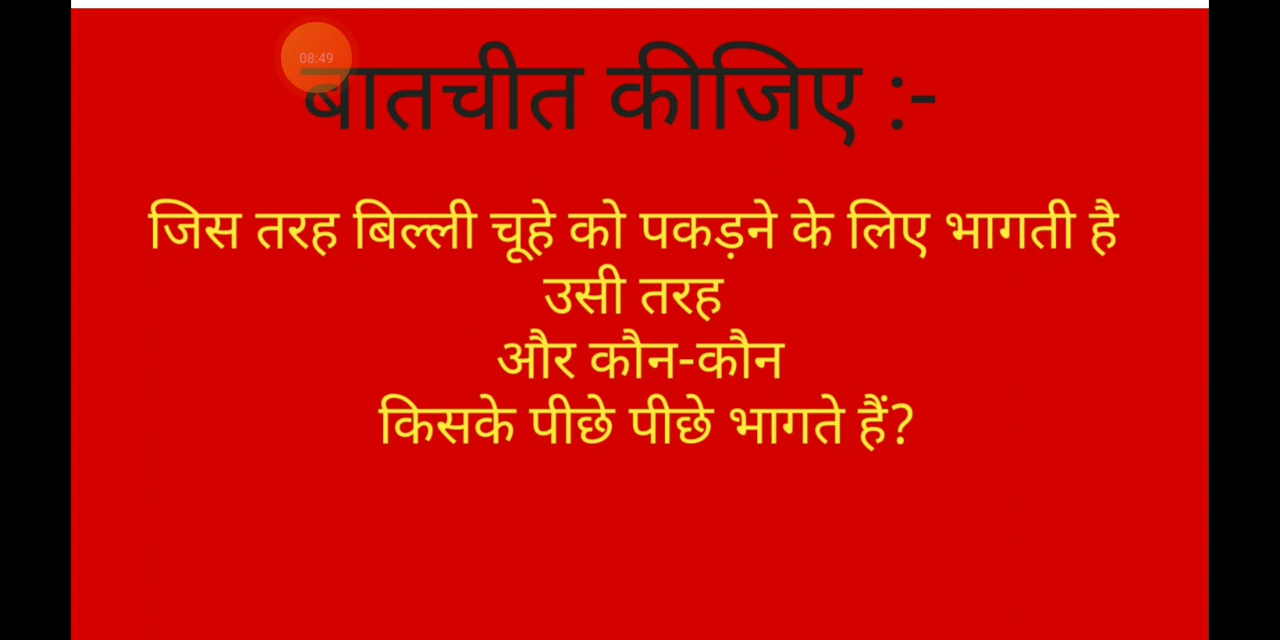 08:49
बातचीत कीजिए :-
जिस तरह बिल्ली चूहे को पकड़ने के लिए भागती है
उसी तरह
और कौन-कौन
किसके पीछे पीछे भागते हैं?